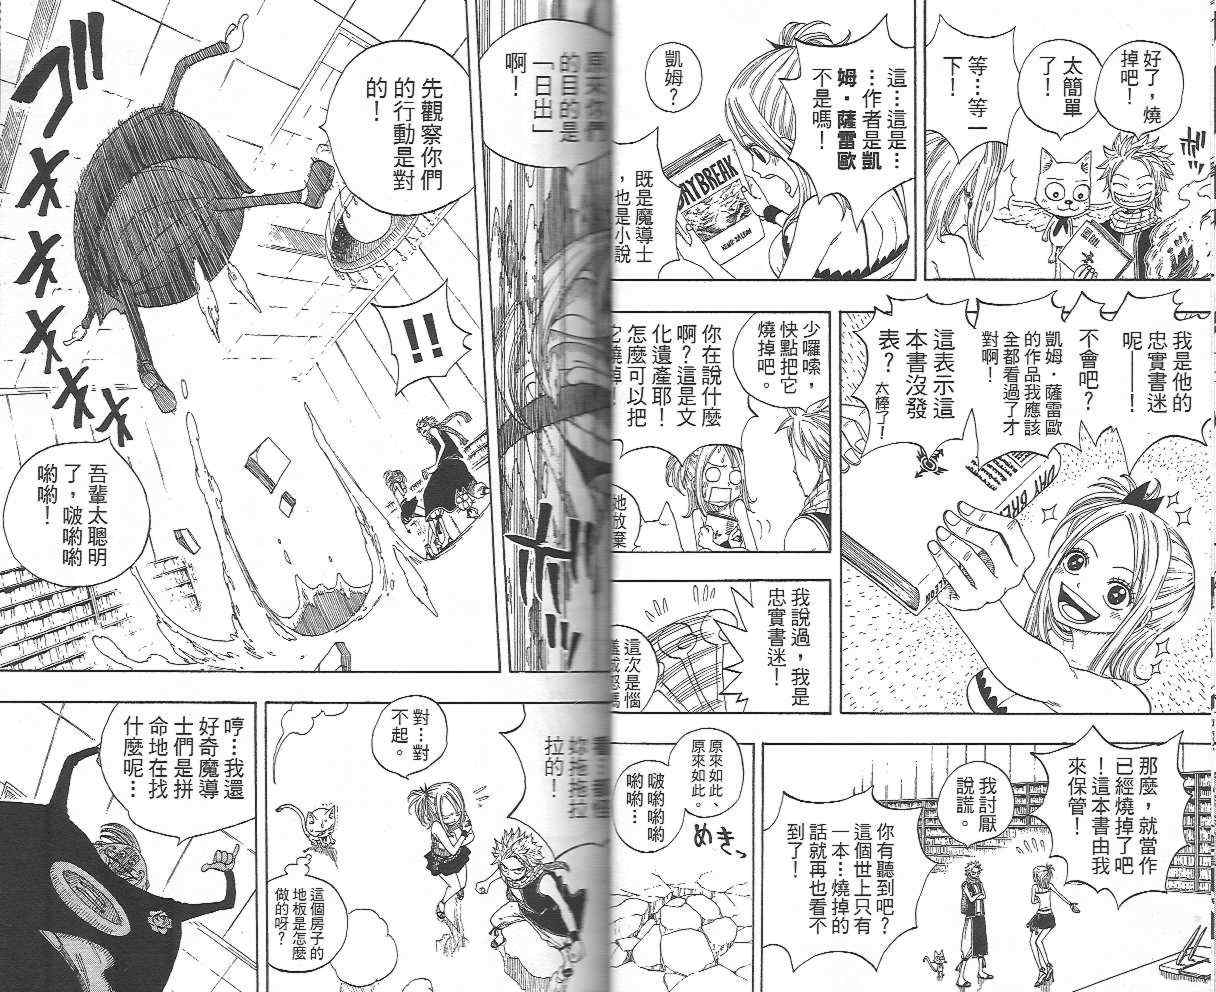 好了,燒
掉吧!
太簡單
了!
等…等一
下!
這…這是…
…作者是凱
姆・薩雷歐
不是嗎!
DAYBREAK
凱姆?
既是魔導士
,也是小說
我是他的
忠實書迷
呢—!
不會吧?
凱姆・薩雷歐
的作品我應該
全都看過了才
對啊!
這表示這
本書沒發
表?
太棒了!
DAY BRE
少囉嗦,
快點把它
燒掉吧。
你在說什麼
啊?這是文
化遺產耶!
怎麼可以把
它燒掉!
她放棄
我說過,我是
忠實書迷!
這次是惱
那麼,就當作
已經燒掉了吧
!這本書由我
來保管!
我討厭
說謊。
你有聽到吧?
這個世上只有
一本…燒掉的
話就再也看不
到了!
原來如此、
原來如此。
啵喲喲喲
喲喲…
めきっ
原來你們
的目的是
「日出」
啊!
先觀察你們
的行動是對
的!
ゴオオオオオ
!!
吾輩太聰明
了,啵喲喲
喲喲!
妳拖拖拉
拉的!
對…對
不起。
這個房子的
地板是怎麼
做的呀?
哼…我還
好奇魔導
士們是拼
命地在找
什麼呢…